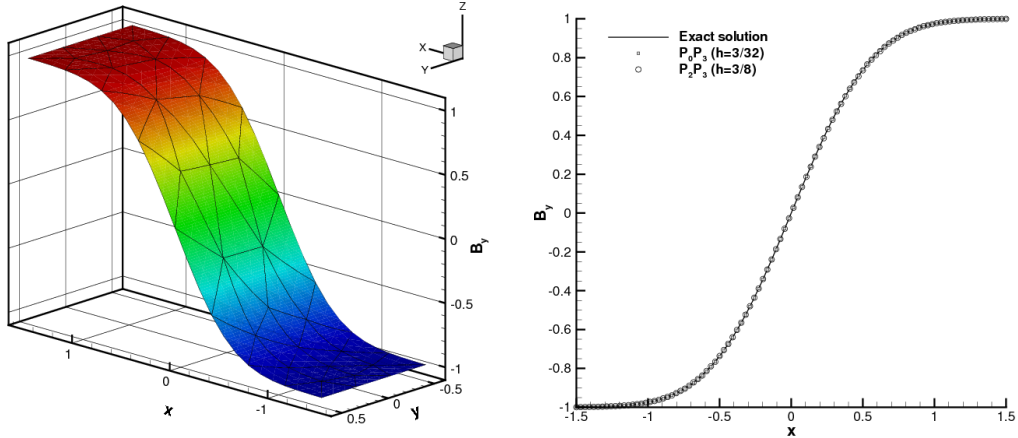 Z
X
Y
1
0.5
0
-0.5
-1
B_y
1
0
-1
x
0.5
0
-0.5
y
Exact solution
P_0P_3 (h=3/32)
P_2P_3 (h=3/8)
1
0.8
0.6
0.4
0.2
0
-0.2
-0.4
-0.6
-0.8
-1
B_y
-1.5
-1
-0.5
0
0.5
1
1.5
x